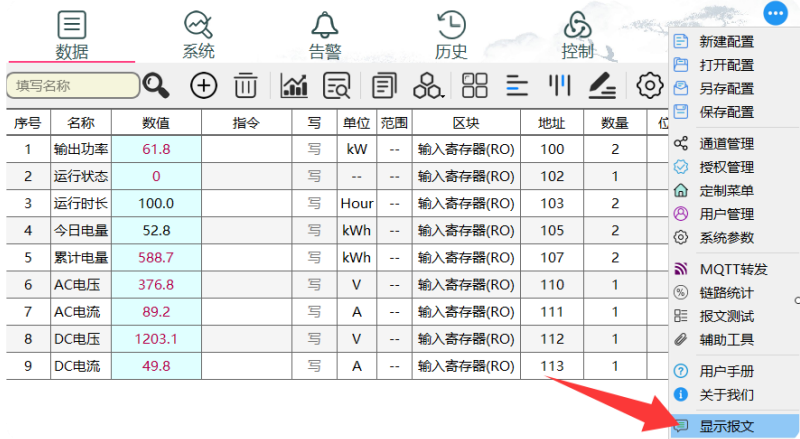 数据 系统 告警 历史 控制
填写名称
序号 名称 数值 指令 写 单位 范围 区块 地址 数量
1 输出功率 61.8 写 kW -- 输入寄存器(RO) 100 2
2 运行状态 0 写 -- -- 输入寄存器(RO) 102 1
3 运行时长 100.0 写 Hour -- 输入寄存器(RO) 103 2
4 今日电量 52.8 写 kWh -- 输入寄存器(RO) 105 2
5 累计电量 588.7 写 kWh -- 输入寄存器(RO) 107 2
6 AC电压 376.8 写 V -- 输入寄存器(RO) 110 1
7 AC电流 89.2 写 A -- 输入寄存器(RO) 111 1
8 DC电压 1203.1 写 V -- 输入寄存器(RO) 112 1
9 DC电流 49.8 写 A -- 输入寄存器(RO) 113 1
新建配置
打开配置
另存配置
保存配置
通道管理
授权管理
定制菜单
用户管理
系统参数
MQTT转发
链路统计
报文测试
辅助工具
用户手册
关于我们
显示报文